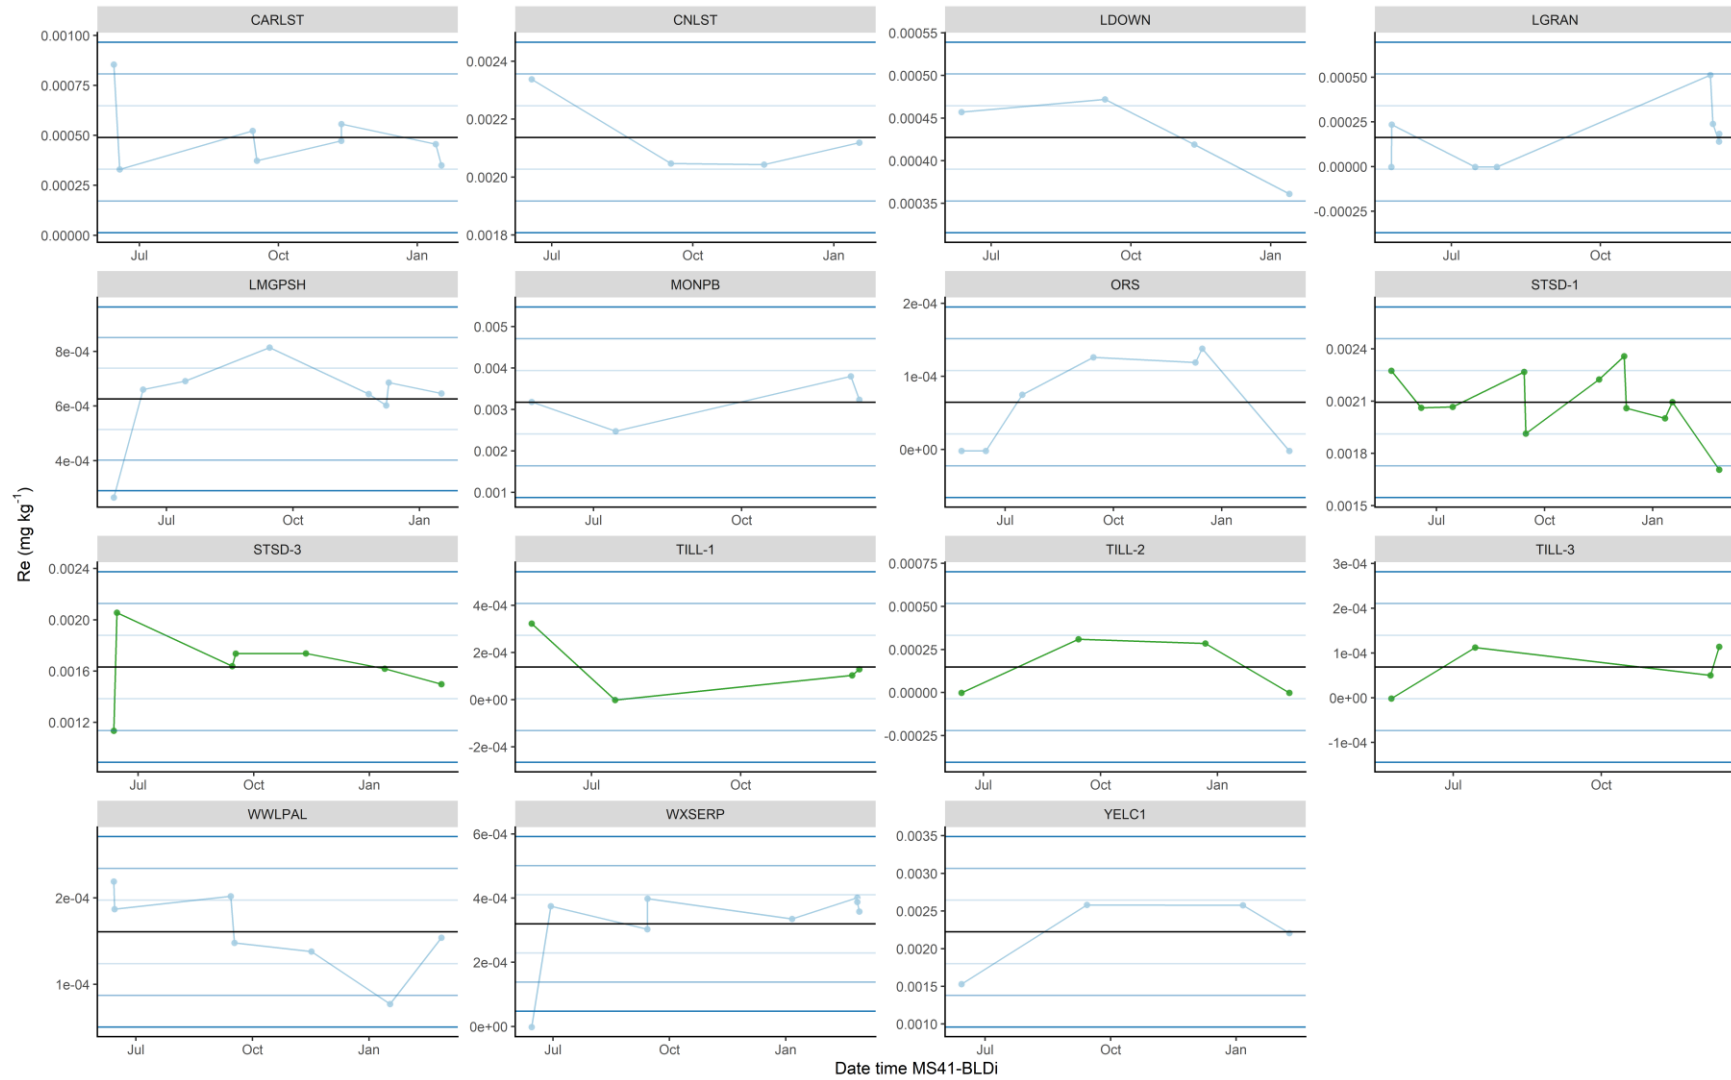 CARLST
CNLST
LDOWN
LGRAN
0.00100
0.00075
0.00050
0.00025
0.00000
Jul Oct Jan
0.0024
0.0022
0.0020
0.0018
Jul Oct Jan
0.00055
0.00050
0.00045
0.00040
0.00035
Jul Oct Jan
0.00050
0.00025
0.00000
-0.00025
Jul Oct
LMGPSH
MONPB
ORS
STSD-1
8e-04
6e-04
4e-04
Jul Oct Jan
0.005
0.004
0.003
0.002
0.001
Jul Oct
2e-04
1e-04
0e+00
Jul Oct Jan
0.0024
0.0021
0.0018
0.0015
Jul Oct Jan
Re (mg kg-1)
STSD-3
TILL-1
TILL-2
TILL-3
0.0024
0.0020
0.0016
0.0012
Jul Oct Jan
4e-04
2e-04
0e+00
-2e-04
Jul Oct
0.00075
0.00050
0.00025
0.00000
-0.00025
Jul Oct Jan
3e-04
2e-04
1e-04
0e+00
-1e-04
Jul Oct
WWLPAL
WXSERP
YELC1
2e-04
1e-04
Jul Oct Jan
6e-04
4e-04
2e-04
0e+00
Jul Oct Jan
0.0035
0.0030
0.0025
0.0020
0.0015
0.0010
Jul Oct Jan
Date time MS41-BLDi